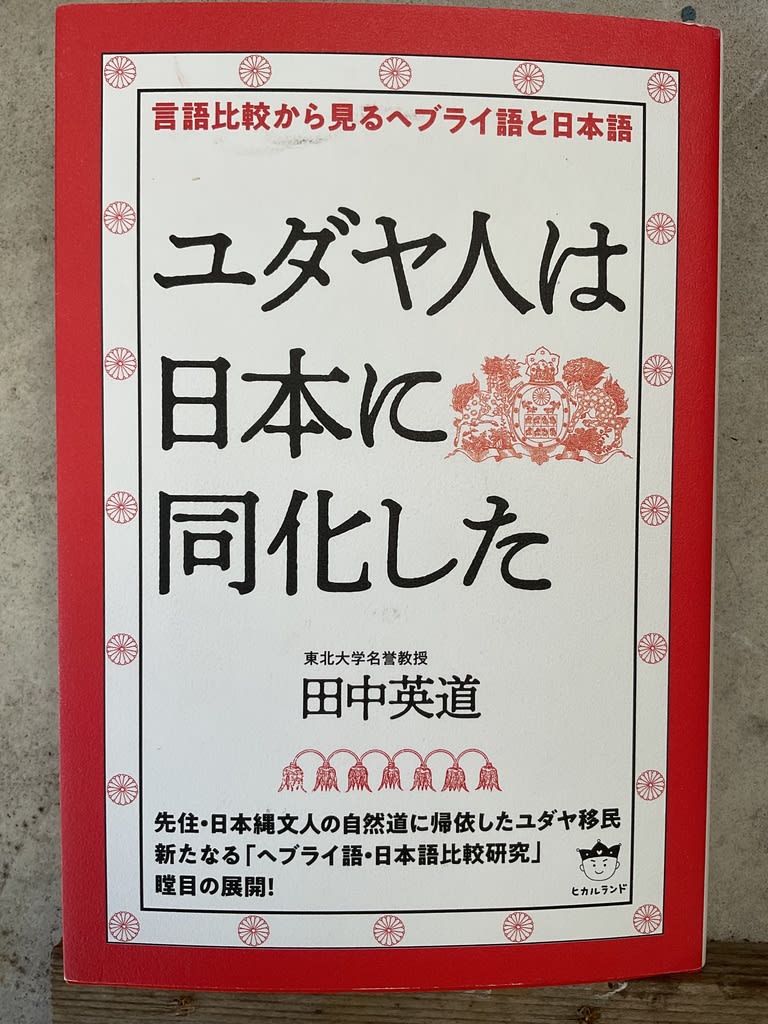 言語比較から見るヘブライ語と日本語
ユダヤ人は
日本に
同化した
東北大学名誉教授
田中英道
先住・日本縄文人の自然道に帰依したユダヤ移民
新たなる「ヘブライ語・日本語比較研究」
瞠目の展開!
ヒカルランド